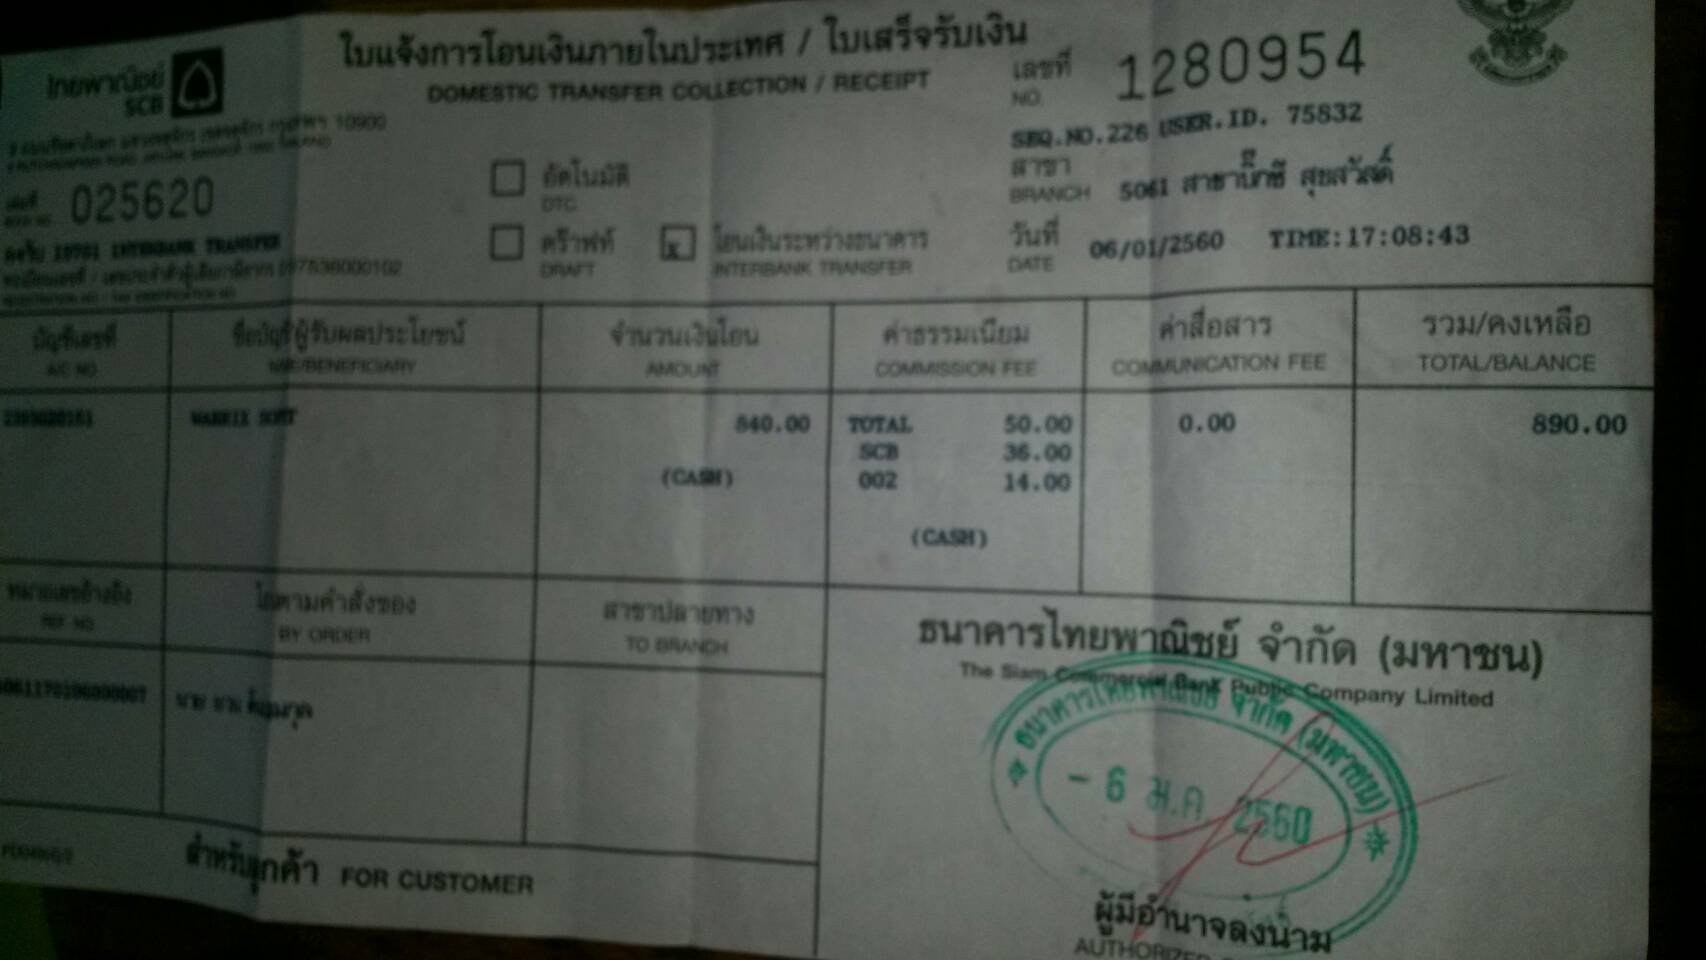 ไทยพาณิชย์
SCB
ใบแจ้งการโอนเงินภายในประเทศ / ใบเสร็จรับเงิน
DOMESTIC TRANSFER COLLECTION / RECEIPT
เลขที่ 1280954
NO.
10900
SEQ.NO.226 USER.ID. 75832
025620
อัตโนมัติ
DTC
สาขา
BRANCH 5061 สาขาบิ๊กซี สุขสวัสดิ์
INTERBANK TRANSFER
ดร๊าฟท์
DRAFT
x โอนเงินระหว่างธนาคาร
INTERBANK TRANSFER
วันที่ 06/01/2560 TIME:17:08:43
DATE
บัญชีเลขที่ ชื่อบัญชีผู้รับผลประโยชน์ จำนวนเงินโอน ค่าธรรมเนียม ค่าสื่อสาร รวม/คงเหลือ
A/C NO AMOUNT COMMISSION FEE COMMUNICATION FEE TOTAL/BALANCE
840.00 TOTAL 50.00 0.00 890.00
SCB 36.00
(CASH) 002 14.00
(CASH)
หมายเลขอ้างอิง โดยตามคำสั่งของ สาขาปลายทาง
REF NO BY ORDER TO BRANCH
นาย
ธนาคารไทยพาณิชย์ จำกัด (มหาชน)
The Siam Commercial Bank Public Company Limited
ธนาคารไทยพาณิชย์ จำกัด (มหาชน)
- 6 ม.ค. 2560
สำหรับลูกค้า FOR CUSTOMER
ผู้มีอำนาจลงนาม
AUTHORIZED